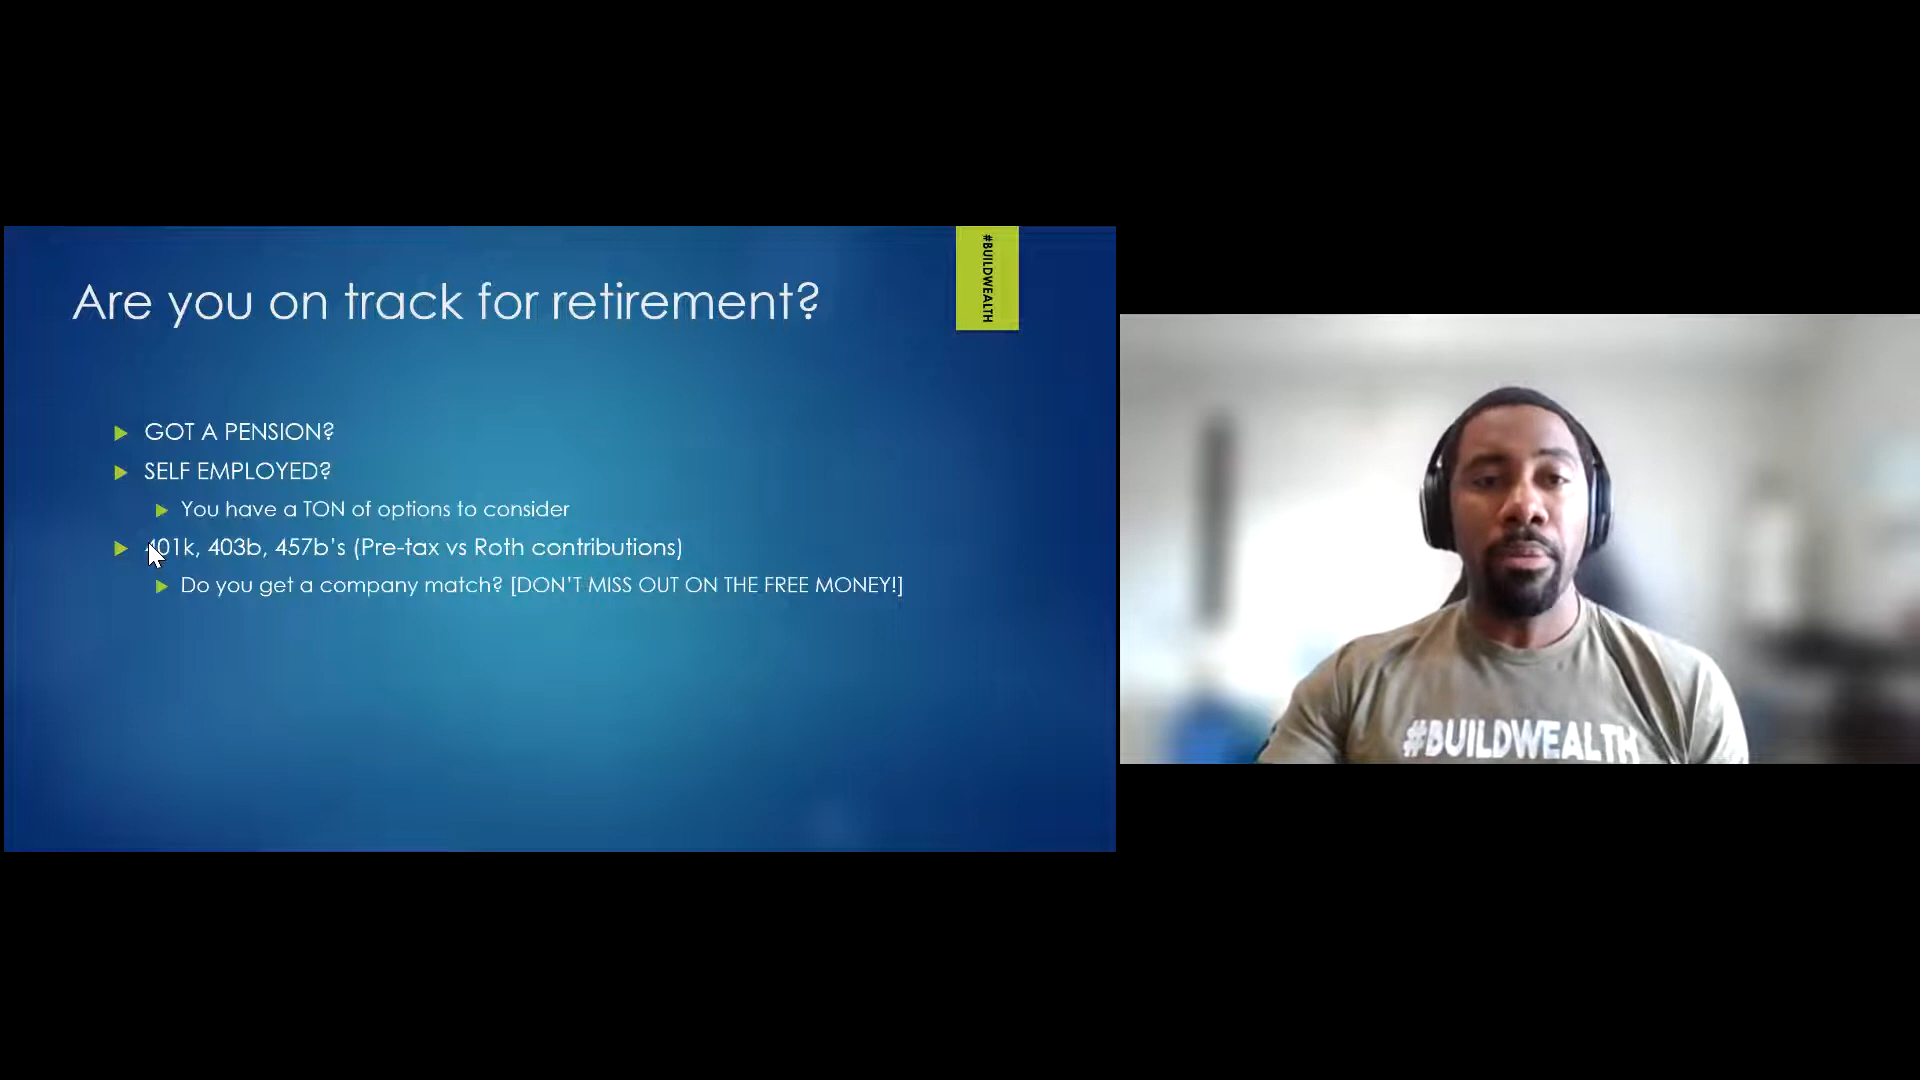 Are you on track for retirement?
#BUILDWEALTH
GOT A PENSION?
SELF EMPLOYED?
You have a TON of options to consider
401k, 403b, 457b’s (Pre-tax vs Roth contributions)
Do you get a company match? [DON’T MISS OUT ON THE FREE MONEY!]
#BUILDWEALTH